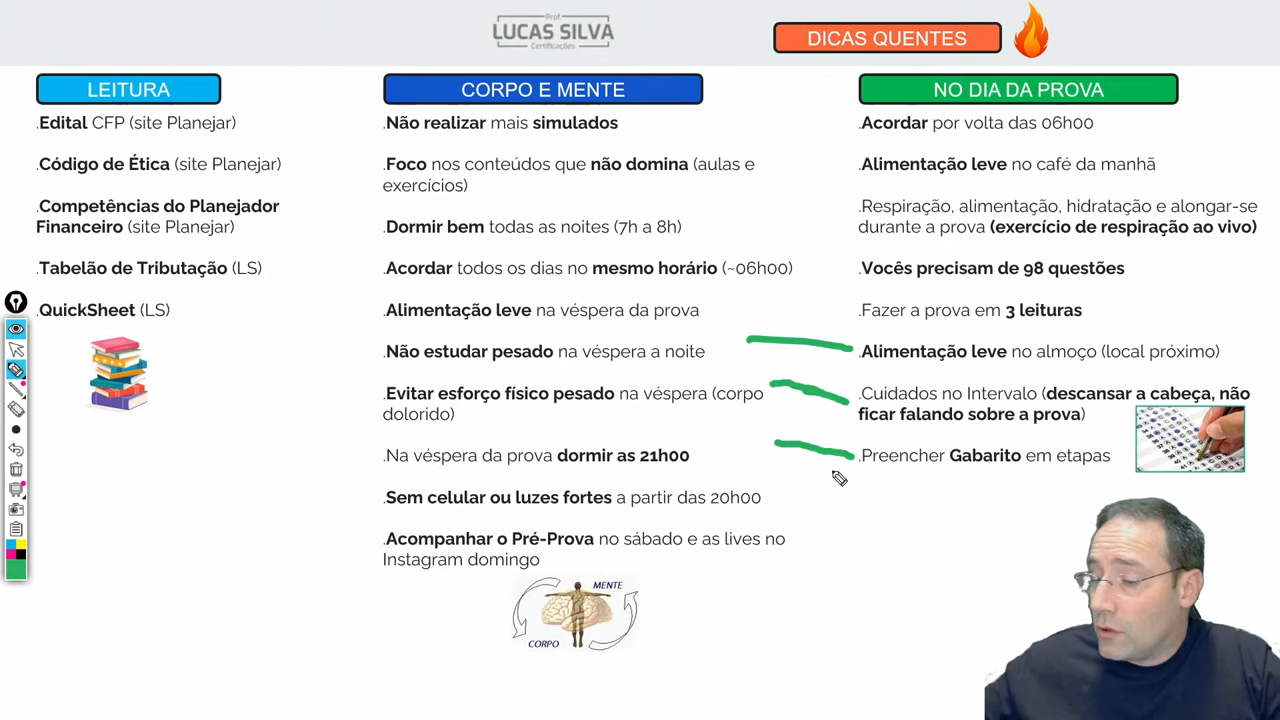 Prof.
LUCAS SILVA
Certificações
DICAS QUENTES
LEITURA
.Edital CFP (site Planejar)
.Código de Ética (site Planejar)
.Competências do Planejador
Financeiro (site Planejar)
.Tabelão de Tributação (LS)
.QuickSheet (LS)
CORPO E MENTE
.Não realizar mais simulados
.Foco nos conteúdos que não domina (aulas e
exercícios)
.Dormir bem todas as noites (7h a 8h)
.Acordar todos os dias no mesmo horário (~06h00)
.Alimentação leve na véspera da prova
.Não estudar pesado na véspera a noite
.Evitar esforço físico pesado na véspera (corpo
dolorido)
.Na véspera da prova dormir as 21h00
.Sem celular ou luzes fortes a partir das 20h00
.Acompanhar o Pré-Prova no sábado e as lives no
Instagram domingo
MENTE
CORPO
NO DIA DA PROVA
.Acordar por volta das 06h00
.Alimentação leve no café da manhã
.Respiração, alimentação, hidratação e alongar-se
durante a prova (exercício de respiração ao vivo)
.Vocês precisam de 98 questões
.Fazer a prova em 3 leituras
.Alimentação leve no almoço (local próximo)
.Cuidados no Intervalo (descansar a cabeça, não
ficar falando sobre a prova)
.Preencher Gabarito em etapas